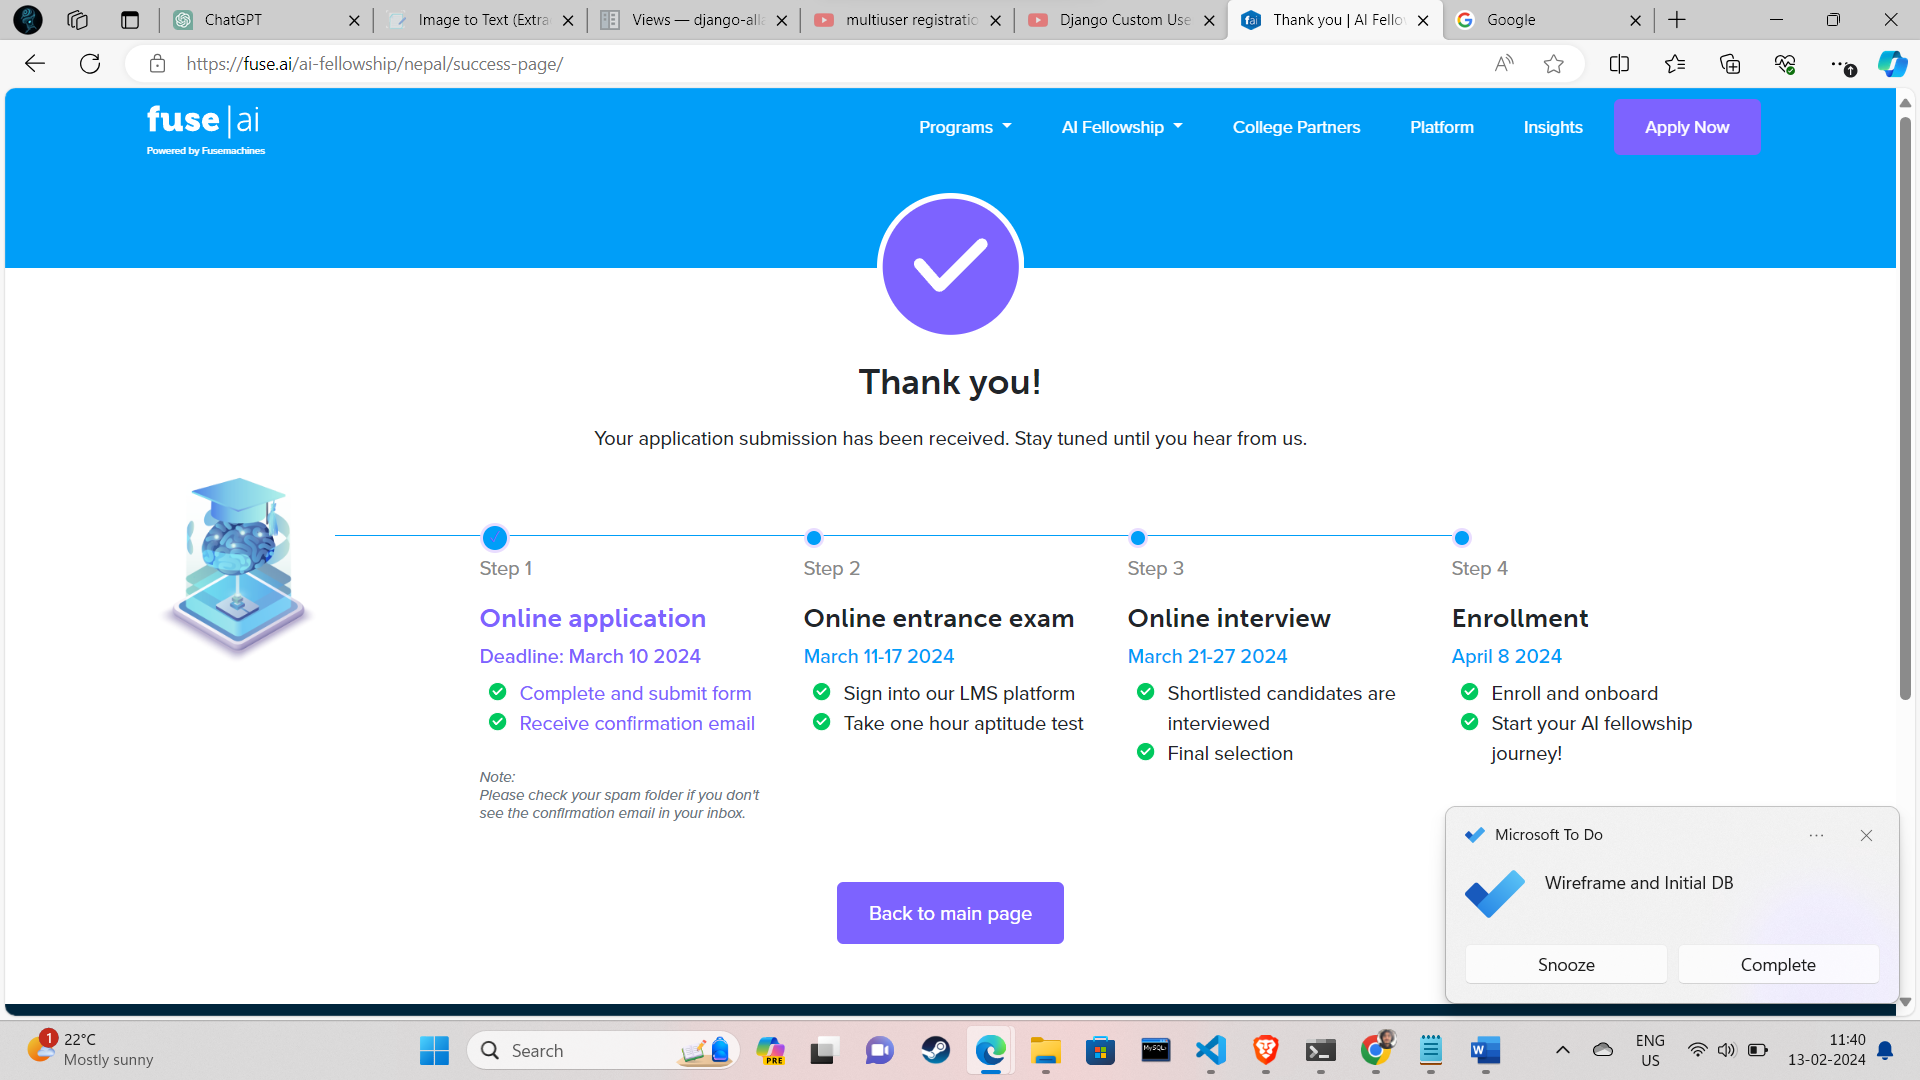 ChatGPT
Image to Text (Extra
Views — django-alla
multiuser registratio
Django Custom Use
Thank you | AI Fello
Google
https://fuse.ai/ai-fellowship/nepal/success-page/
fuse|ai
Powered by Fusemachines
Programs
AI Fellowship
College Partners
Platform
Insights
Apply Now
Thank you!
Your application submission has been received. Stay tuned until you hear from us.
Step 1
Online application
Deadline: March 10 2024
Complete and submit form
Receive confirmation email
Note:
Please check your spam folder if you don't
see the confirmation email in your inbox.
Step 2
Online entrance exam
March 11-17 2024
Sign into our LMS platform
Take one hour aptitude test
Step 3
Online interview
March 21-27 2024
Shortlisted candidates are
interviewed
Final selection
Step 4
Enrollment
April 8 2024
Enroll and onboard
Start your AI fellowship
journey!
Back to main page
Microsoft To Do
Wireframe and Initial DB
Snooze
Complete
1
22°C
Mostly sunny
Search
PRE
MySQL
ENG
US
11:40
13-02-2024